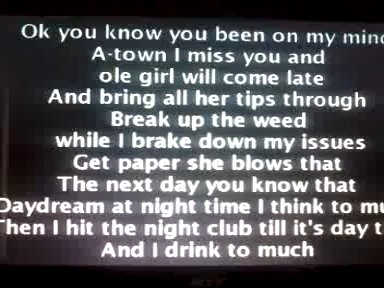 Ok you know you been on my mind
A-town I miss you and
ole girl will come late
And bring all her tips through
Break up the weed
while I brake down my issues
Get paper she blows that
The next day you know that
Daydream at night time I think to mu
Then I hit the night club till it's day t
And I drink to much